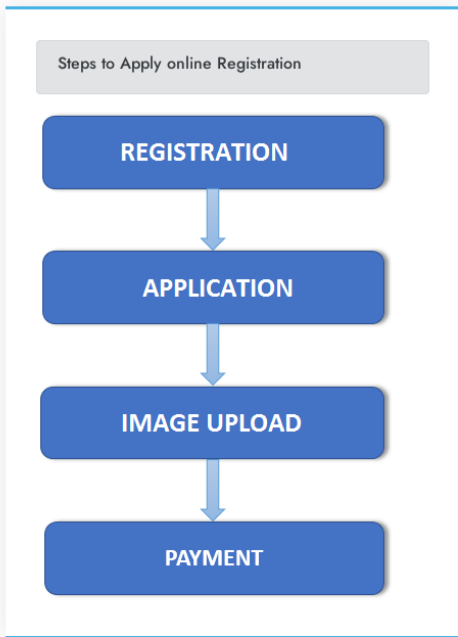 Steps to Apply online Registration
REGISTRATION
APPLICATION
IMAGE UPLOAD
PAYMENT